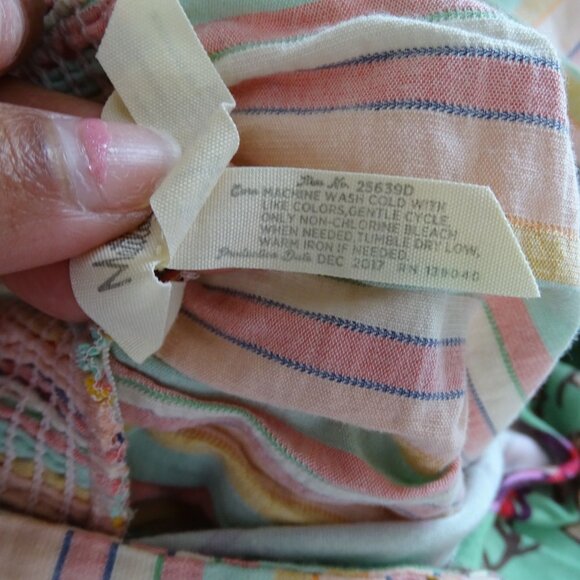 Item No. 25639D
Care MACHINE WASH COLD WITH
LIKE COLORS, GENTLE CYCLE.
ONLY NON-CHLORINE BLEACH
WHEN NEEDED TUMBLE DRY LOW,
WARM IRON IF NEEDED.
Production Date DEC 2017 RN 139040